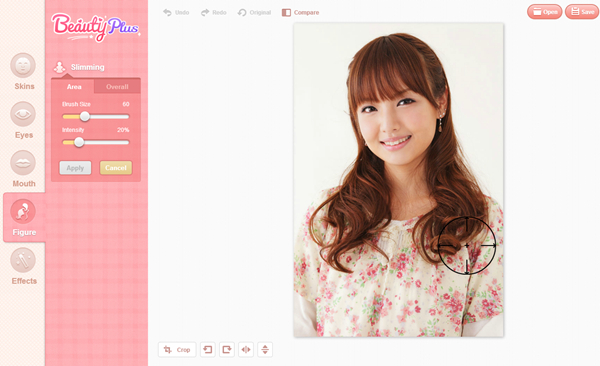 Beauty Plus
Undo
Redo
Original
Compare
Open
Save
Skins
Eyes
Mouth
Figure
Effects
Slimming
Area
Overall
Brush Size 60
Intensity 20%
Apply
Cancel
Crop